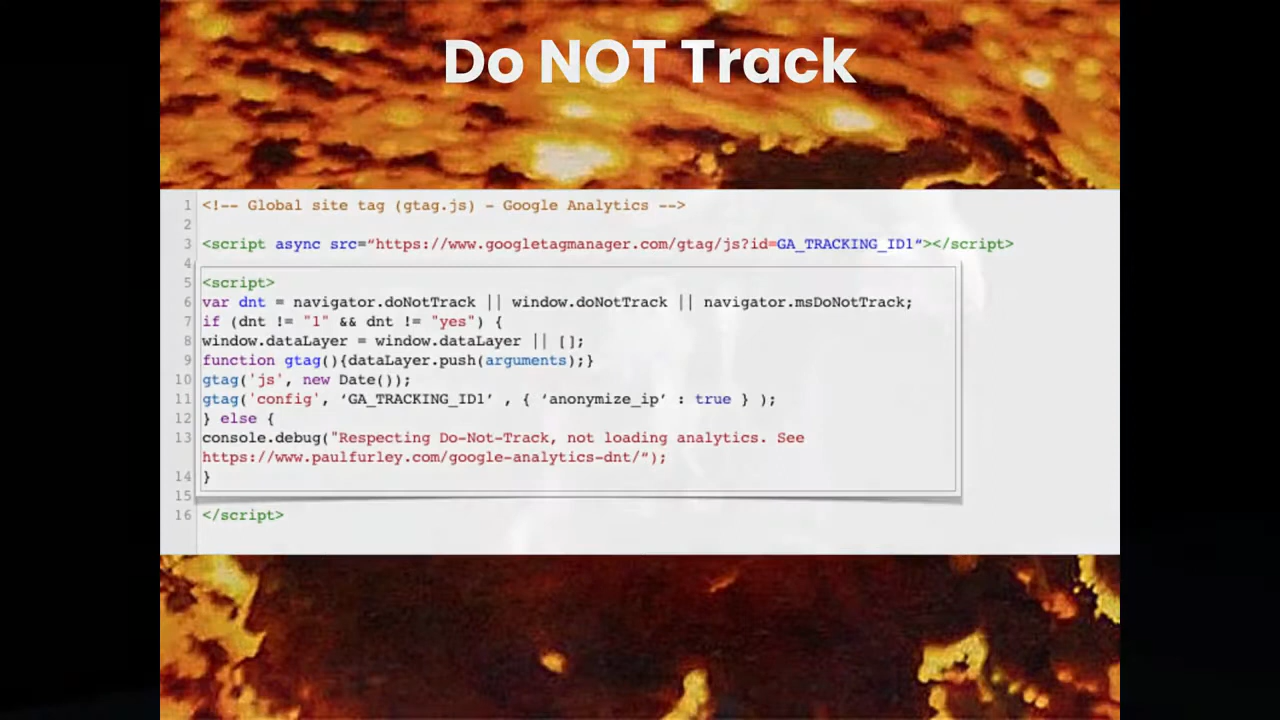 Do NOT Track
1 <!-- Global site tag (gtag.js) - Google Analytics -->
2
3 <script async src=“https://www.googletagmanager.com/gtag/js?id=GA_TRACKING_ID1“></script>
4
5 <script>
6 var dnt = navigator.doNotTrack || window.doNotTrack || navigator.msDoNotTrack;
7 if (dnt != "1" && dnt != "yes") {
8 window.dataLayer = window.dataLayer || [];
9 function gtag(){dataLayer.push(arguments);}
10 gtag('js', new Date());
11 gtag('config', ‘GA_TRACKING_ID1’ , { ‘anonymize_ip’ : true } );
12 } else {
13 console.debug("Respecting Do-Not-Track, not loading analytics. See
https://www.paulfurley.com/google-analytics-dnt/“);
14 }
15
16 </script>